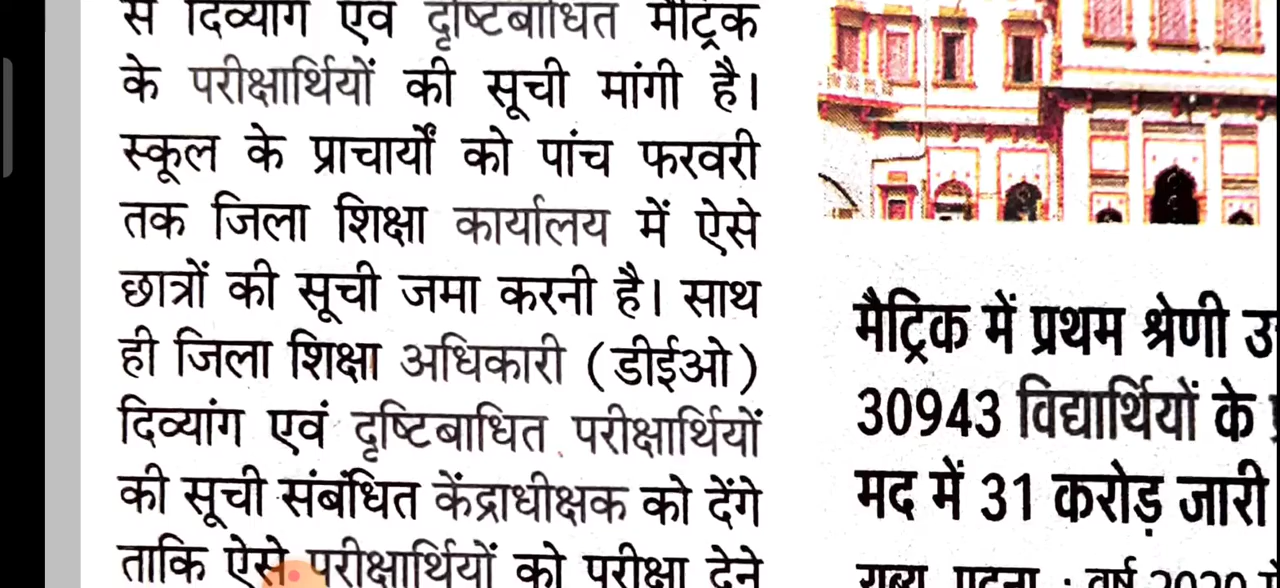 से दिव्यांग एवं दृष्टिबाधित मैट्रिक
के परीक्षार्थियों की सूची मांगी है।
स्कूल के प्राचार्यों को पांच फरवरी
तक जिला शिक्षा कार्यालय में ऐसे
छात्रों की सूची जमा करनी है। साथ
ही जिला शिक्षा अधिकारी (डीईओ)
दिव्यांग एवं दृष्टिबाधित परीक्षार्थियों
की सूची संबंधित केंद्राधीक्षक को देंगे
ताकि ऐसे परीक्षार्थियों को परीक्षा देने
मैट्रिक में प्रथम श्रेणी
30943 विद्यार्थियों के
मद में 31 करोड़ जारी